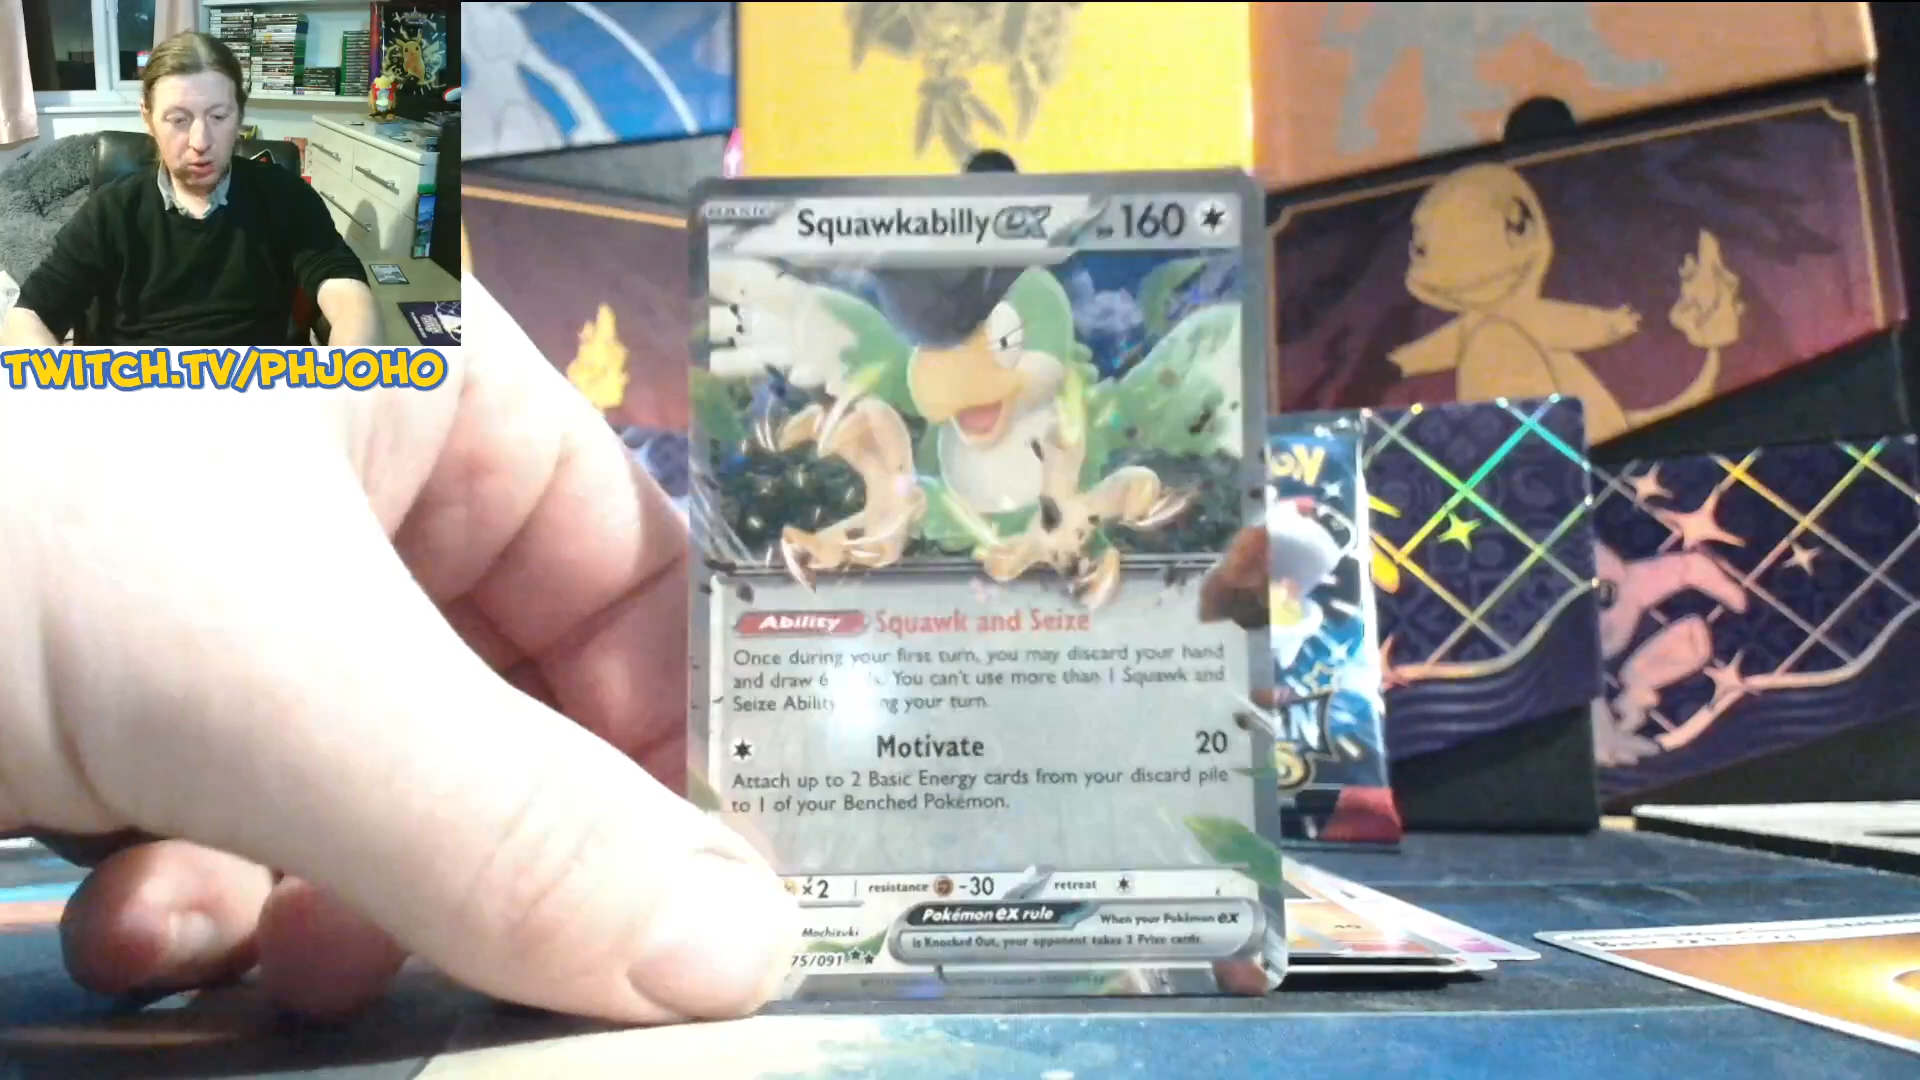 TWITCH.TV/PHJOHO
BASIC
Squawkabilly ex 160
Ability Squawk and Seize
Once during your first turn, you may discard your hand
and draw 6 You can't use more than 1 Squawk and
Seize Ability your turn.
Motivate 20
Attach up to 2 Basic Energy cards from your discard pile
to 1 of your Benched Pokémon.
×2 resistance -30 retreat
Pokémon ex rule When your Pokémon ex
is Knocked Out, your opponent takes 2 Prize cards.
Mochizuki
75/091